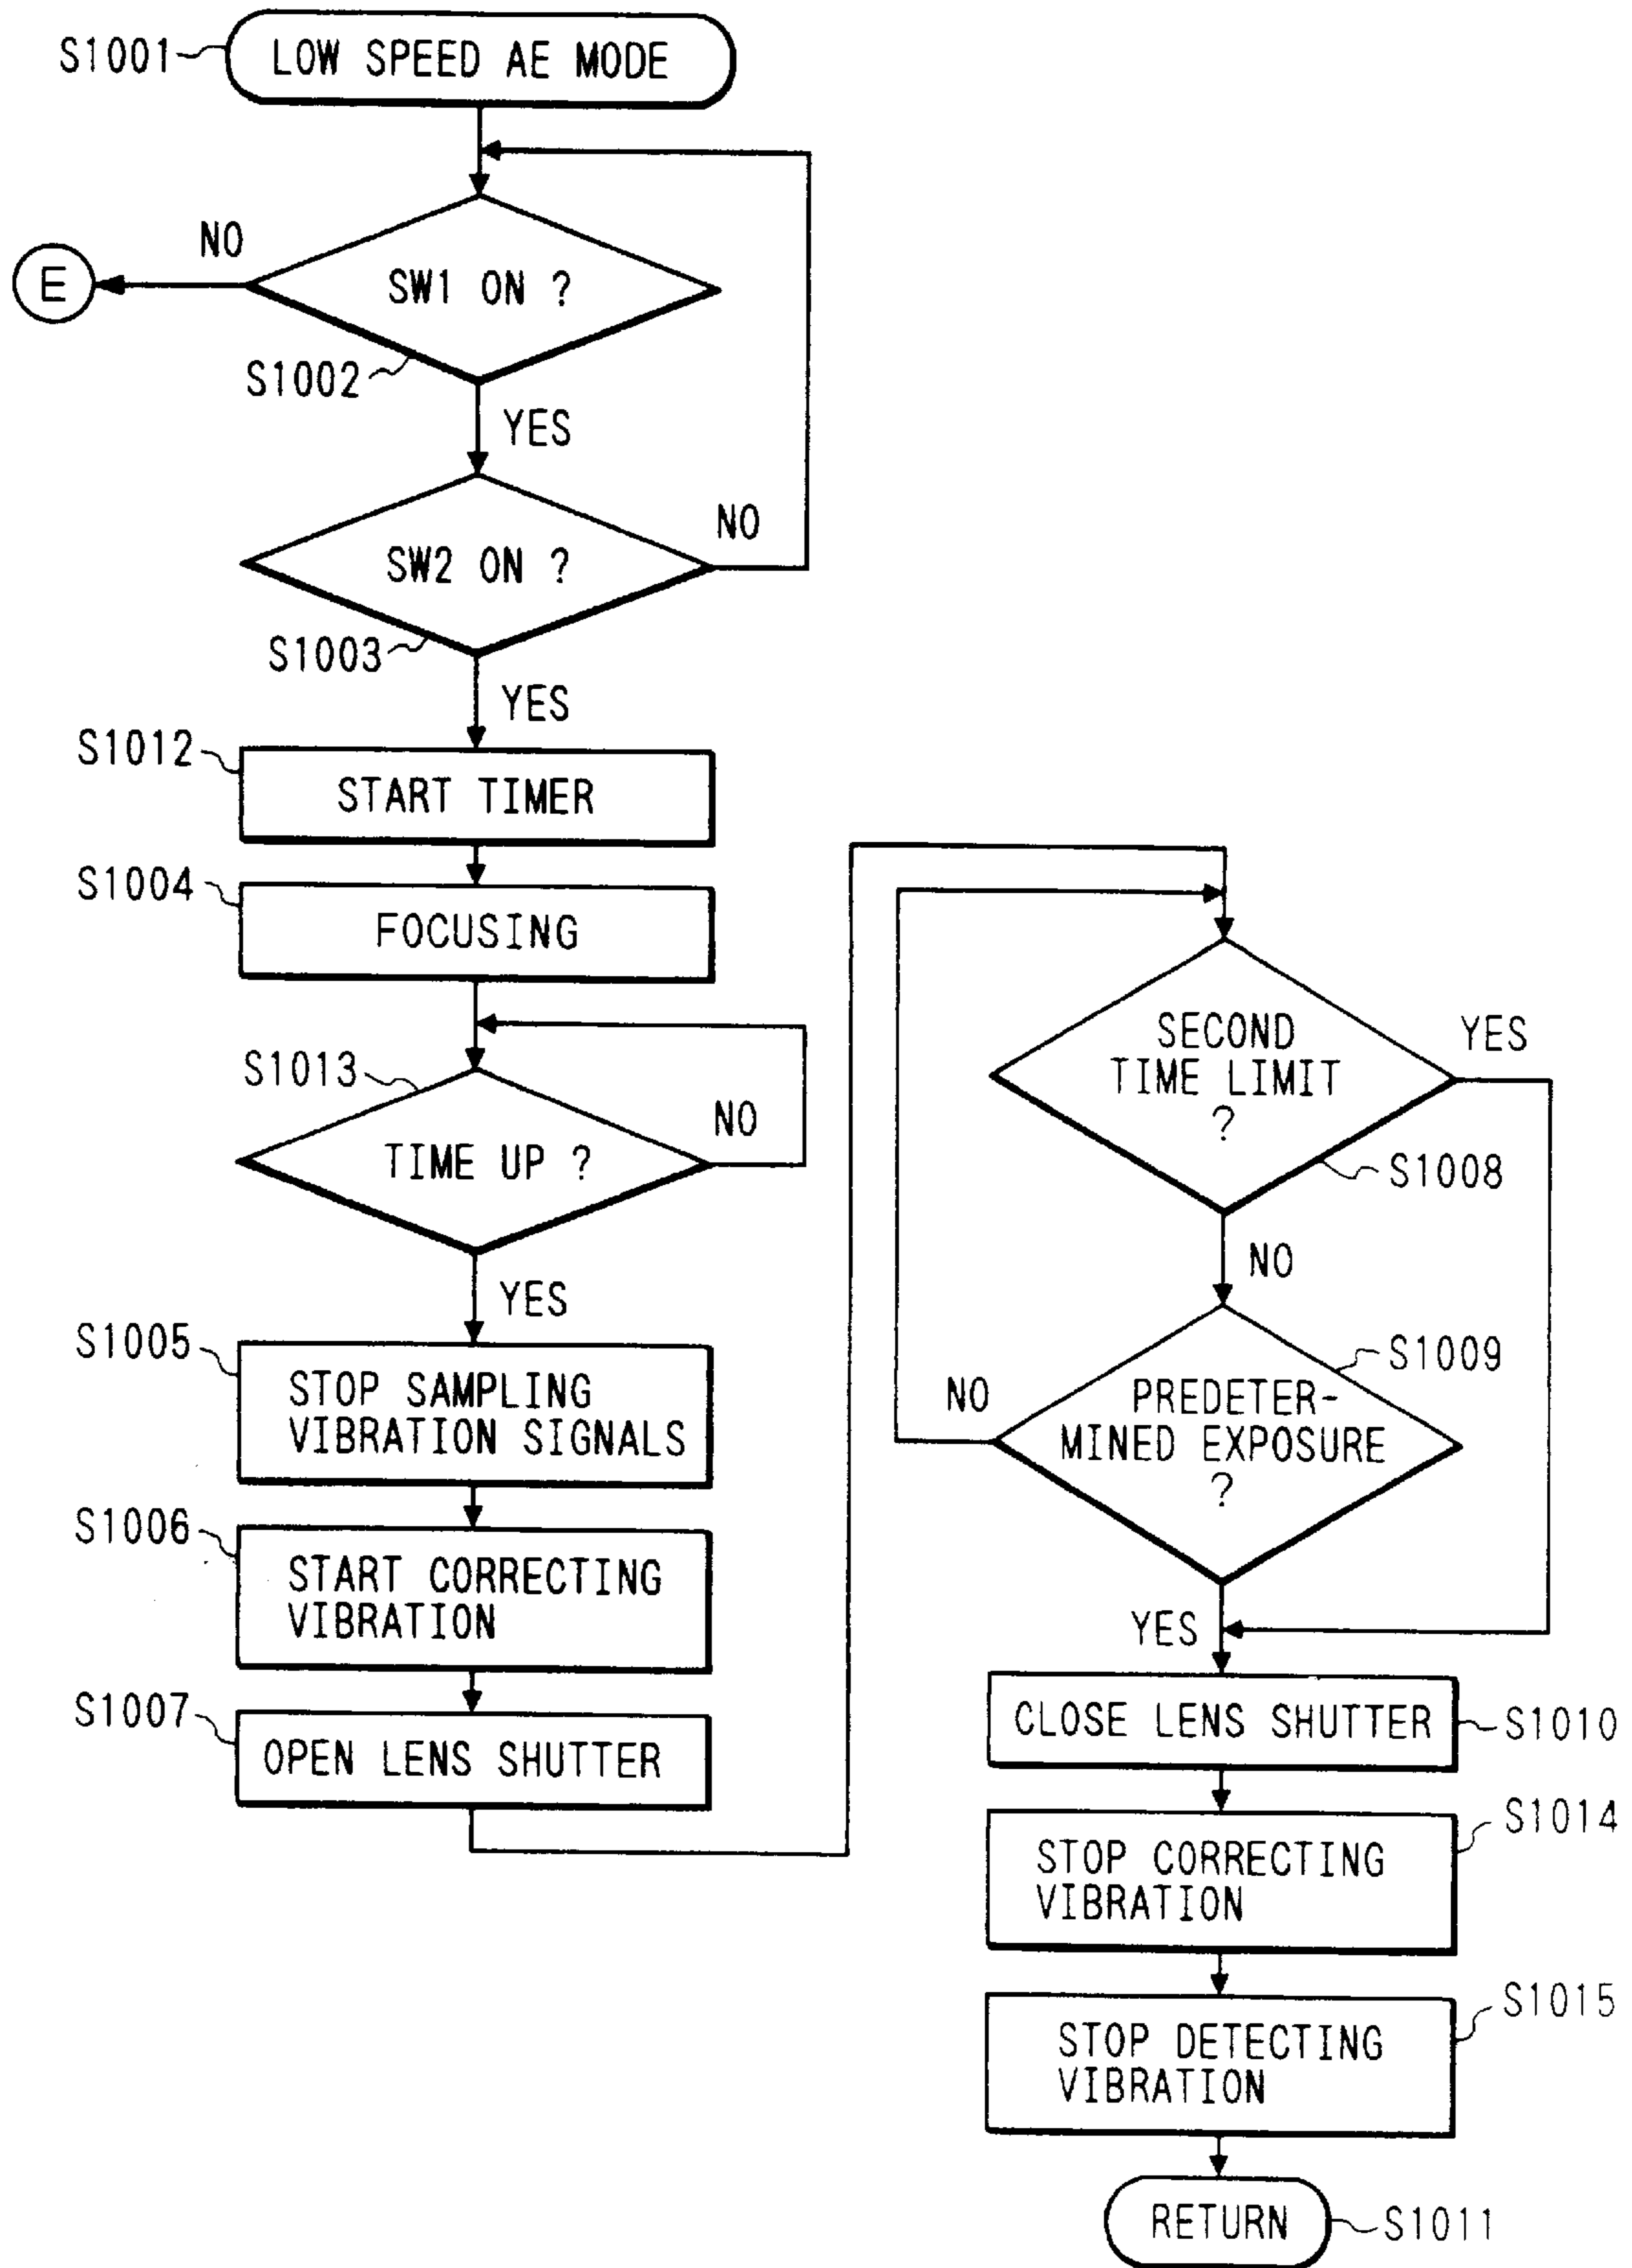 S1001
LOW SPEED AE MODE
NO
E
SW1 ON ?
S1002
YES
NO
SW2 ON ?
S1003
YES
S1012
START TIMER
S1004
FOCUSING
S1013
NO
TIME UP ?
YES
S1005
STOP SAMPLING
VIBRATION SIGNALS
S1006
START CORRECTING
VIBRATION
S1007
OPEN LENS SHUTTER
SECOND
TIME LIMIT
?
YES
S1008
NO
S1009
NO
PREDETER-
MINED EXPOSURE
?
YES
CLOSE LENS SHUTTER
S1010
S1014
STOP CORRECTING
VIBRATION
S1015
STOP DETECTING
VIBRATION
RETURN
S1011